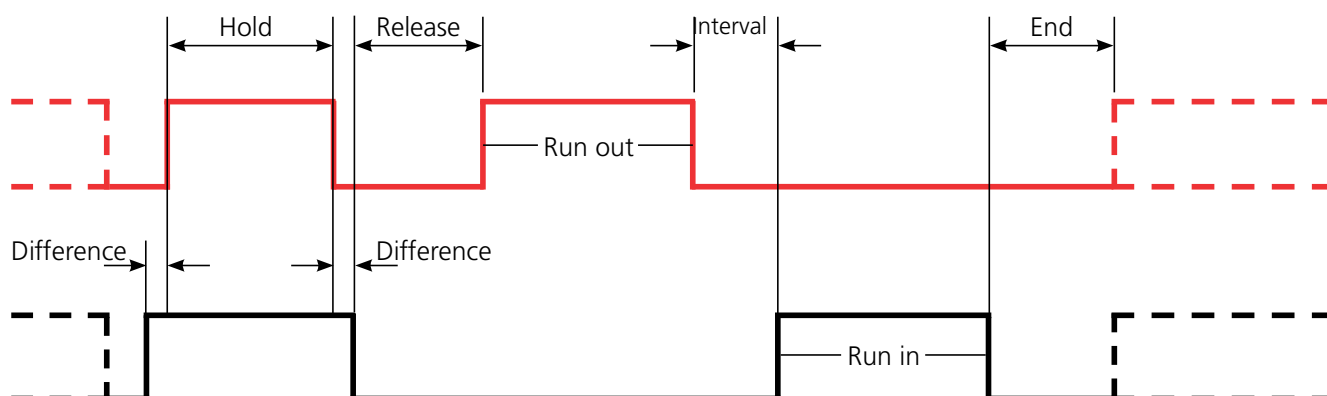 Hold
Release
Interval
End
Run out
Difference
Difference
Run in